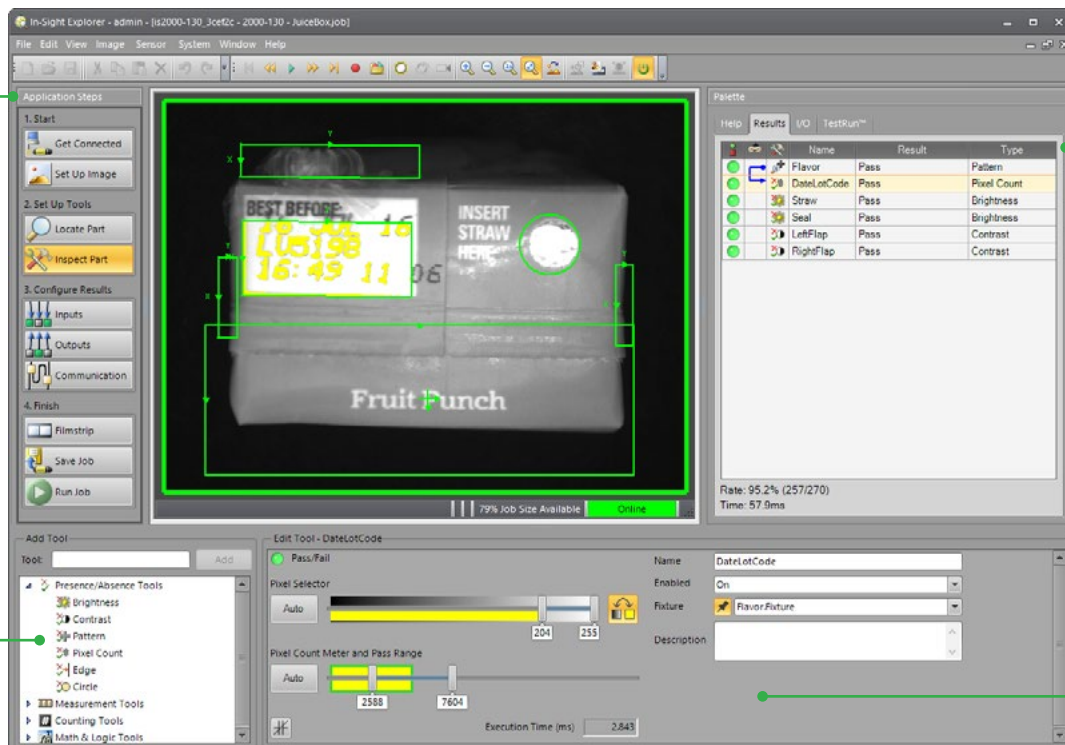 In-Sight Explorer - admin - [is2000-130_3cef2c - 2000-130 - JuiceBox.job]
File Edit View Image Sensor System Window Help
Application Steps
1. Start
Get Connected
Set Up Image
2. Set Up Tools
Locate Part
Inspect Part
3. Configure Results
Inputs
Outputs
Communication
4. Finish
Filmstrip
Save Job
Run Job
Y
X
BEST BEFORE:
16 JUL 16
LU5198
16:49 11 06
INSERT
STRAW
HERE
Y
X
Y
Fruit Punch
79% Job Size Available Online
Palette
Help Results I/O TestRun™
Name Result Type
Flavor Pass Pattern
DateLotCode Pass Pixel Count
Straw Pass Brightness
Seal Pass Brightness
LeftFlap Pass Contrast
RightFlap Pass Contrast
Rate: 95.2% (257/270)
Time: 57.9ms
Add Tool
Tool: Add
Presence/Absence Tools
Brightness
Contrast
Pattern
Pixel Count
Edge
Circle
Measurement Tools
Counting Tools
Math & Logic Tools
Edit Tool - DateLotCode
Pass/Fail
Pixel Selector
Auto
204 255
Pixel Count Meter and Pass Range
Auto
2588 7604
Execution Time (ms) 2.843
Name DateLotCode
Enabled On
Fixture Flavor.Fixture
Description